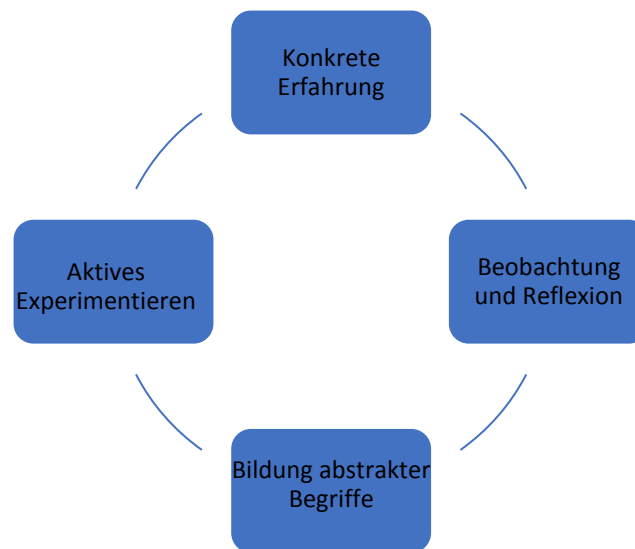 Konkrete
Erfahrung
Aktives
Experimentieren
Beobachtung
und Reflexion
Bildung abstrakter
Begriffe